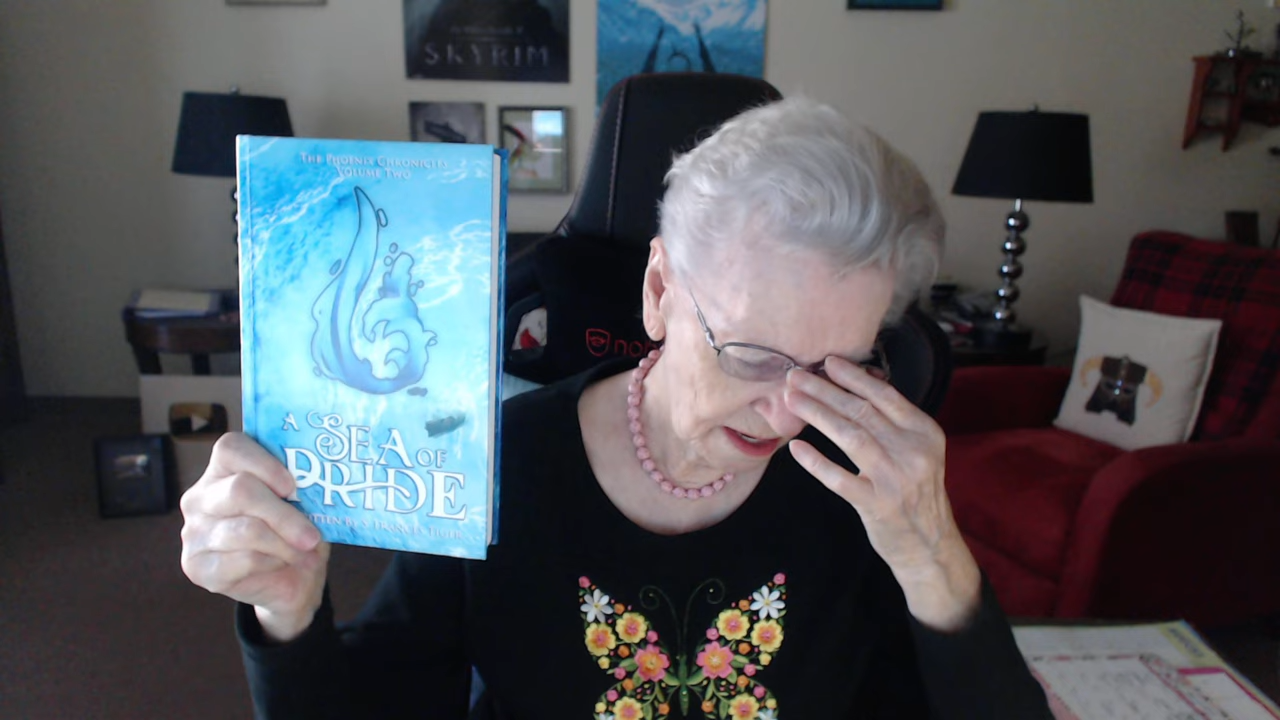 SKYRIM
THE PHOENIX CHRONICLES
VOLUME TWO
A SEA OF
PRIDE